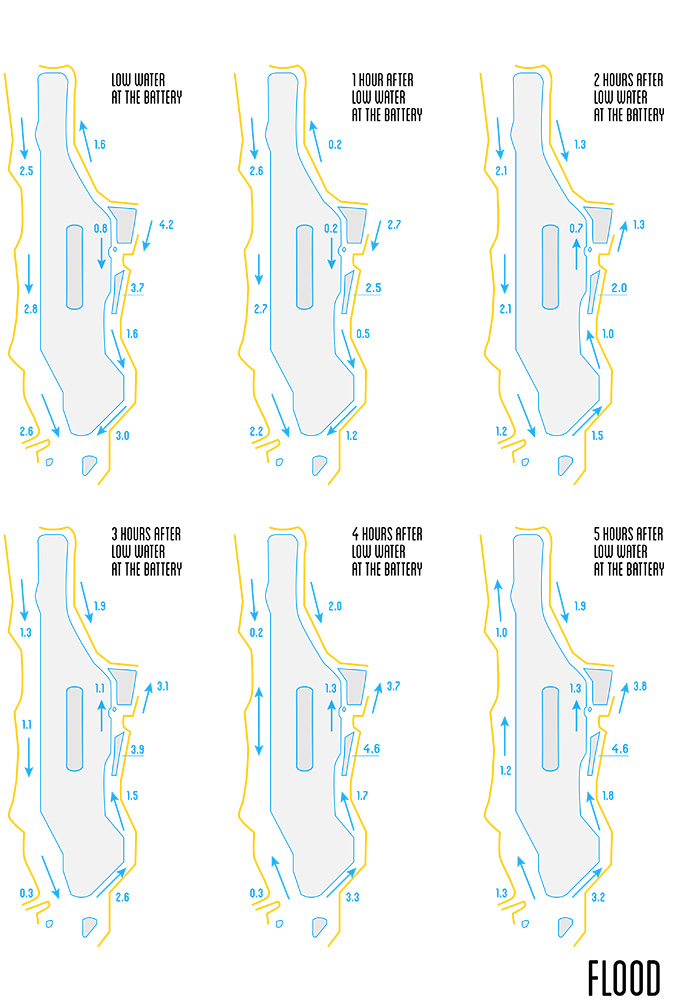 LOW WATER
AT THE BATTERY
1.6
2.5
0.8
4.2
3.7
2.8
1.6
2.6
3.0
1 HOUR AFTER
LOW WATER
AT THE BATTERY
0.2
2.6
0.2
2.7
2.5
2.7
0.5
2.2
1.2
2 HOURS AFTER
LOW WATER
AT THE BATTERY
1.3
2.1
0.7
1.3
2.0
2.1
1.0
1.2
1.5
3 HOURS AFTER
LOW WATER
AT THE BATTERY
1.9
1.3
1.1
3.1
1.1
3.9
1.5
0.3
2.6
4 HOURS AFTER
LOW WATER
AT THE BATTERY
2.0
0.2
1.3
3.7
4.6
1.7
0.3
3.3
5 HOURS AFTER
LOW WATER
AT THE BATTERY
1.9
1.0
1.3
3.8
4.6
1.2
1.8
1.3
3.2
FLOOD